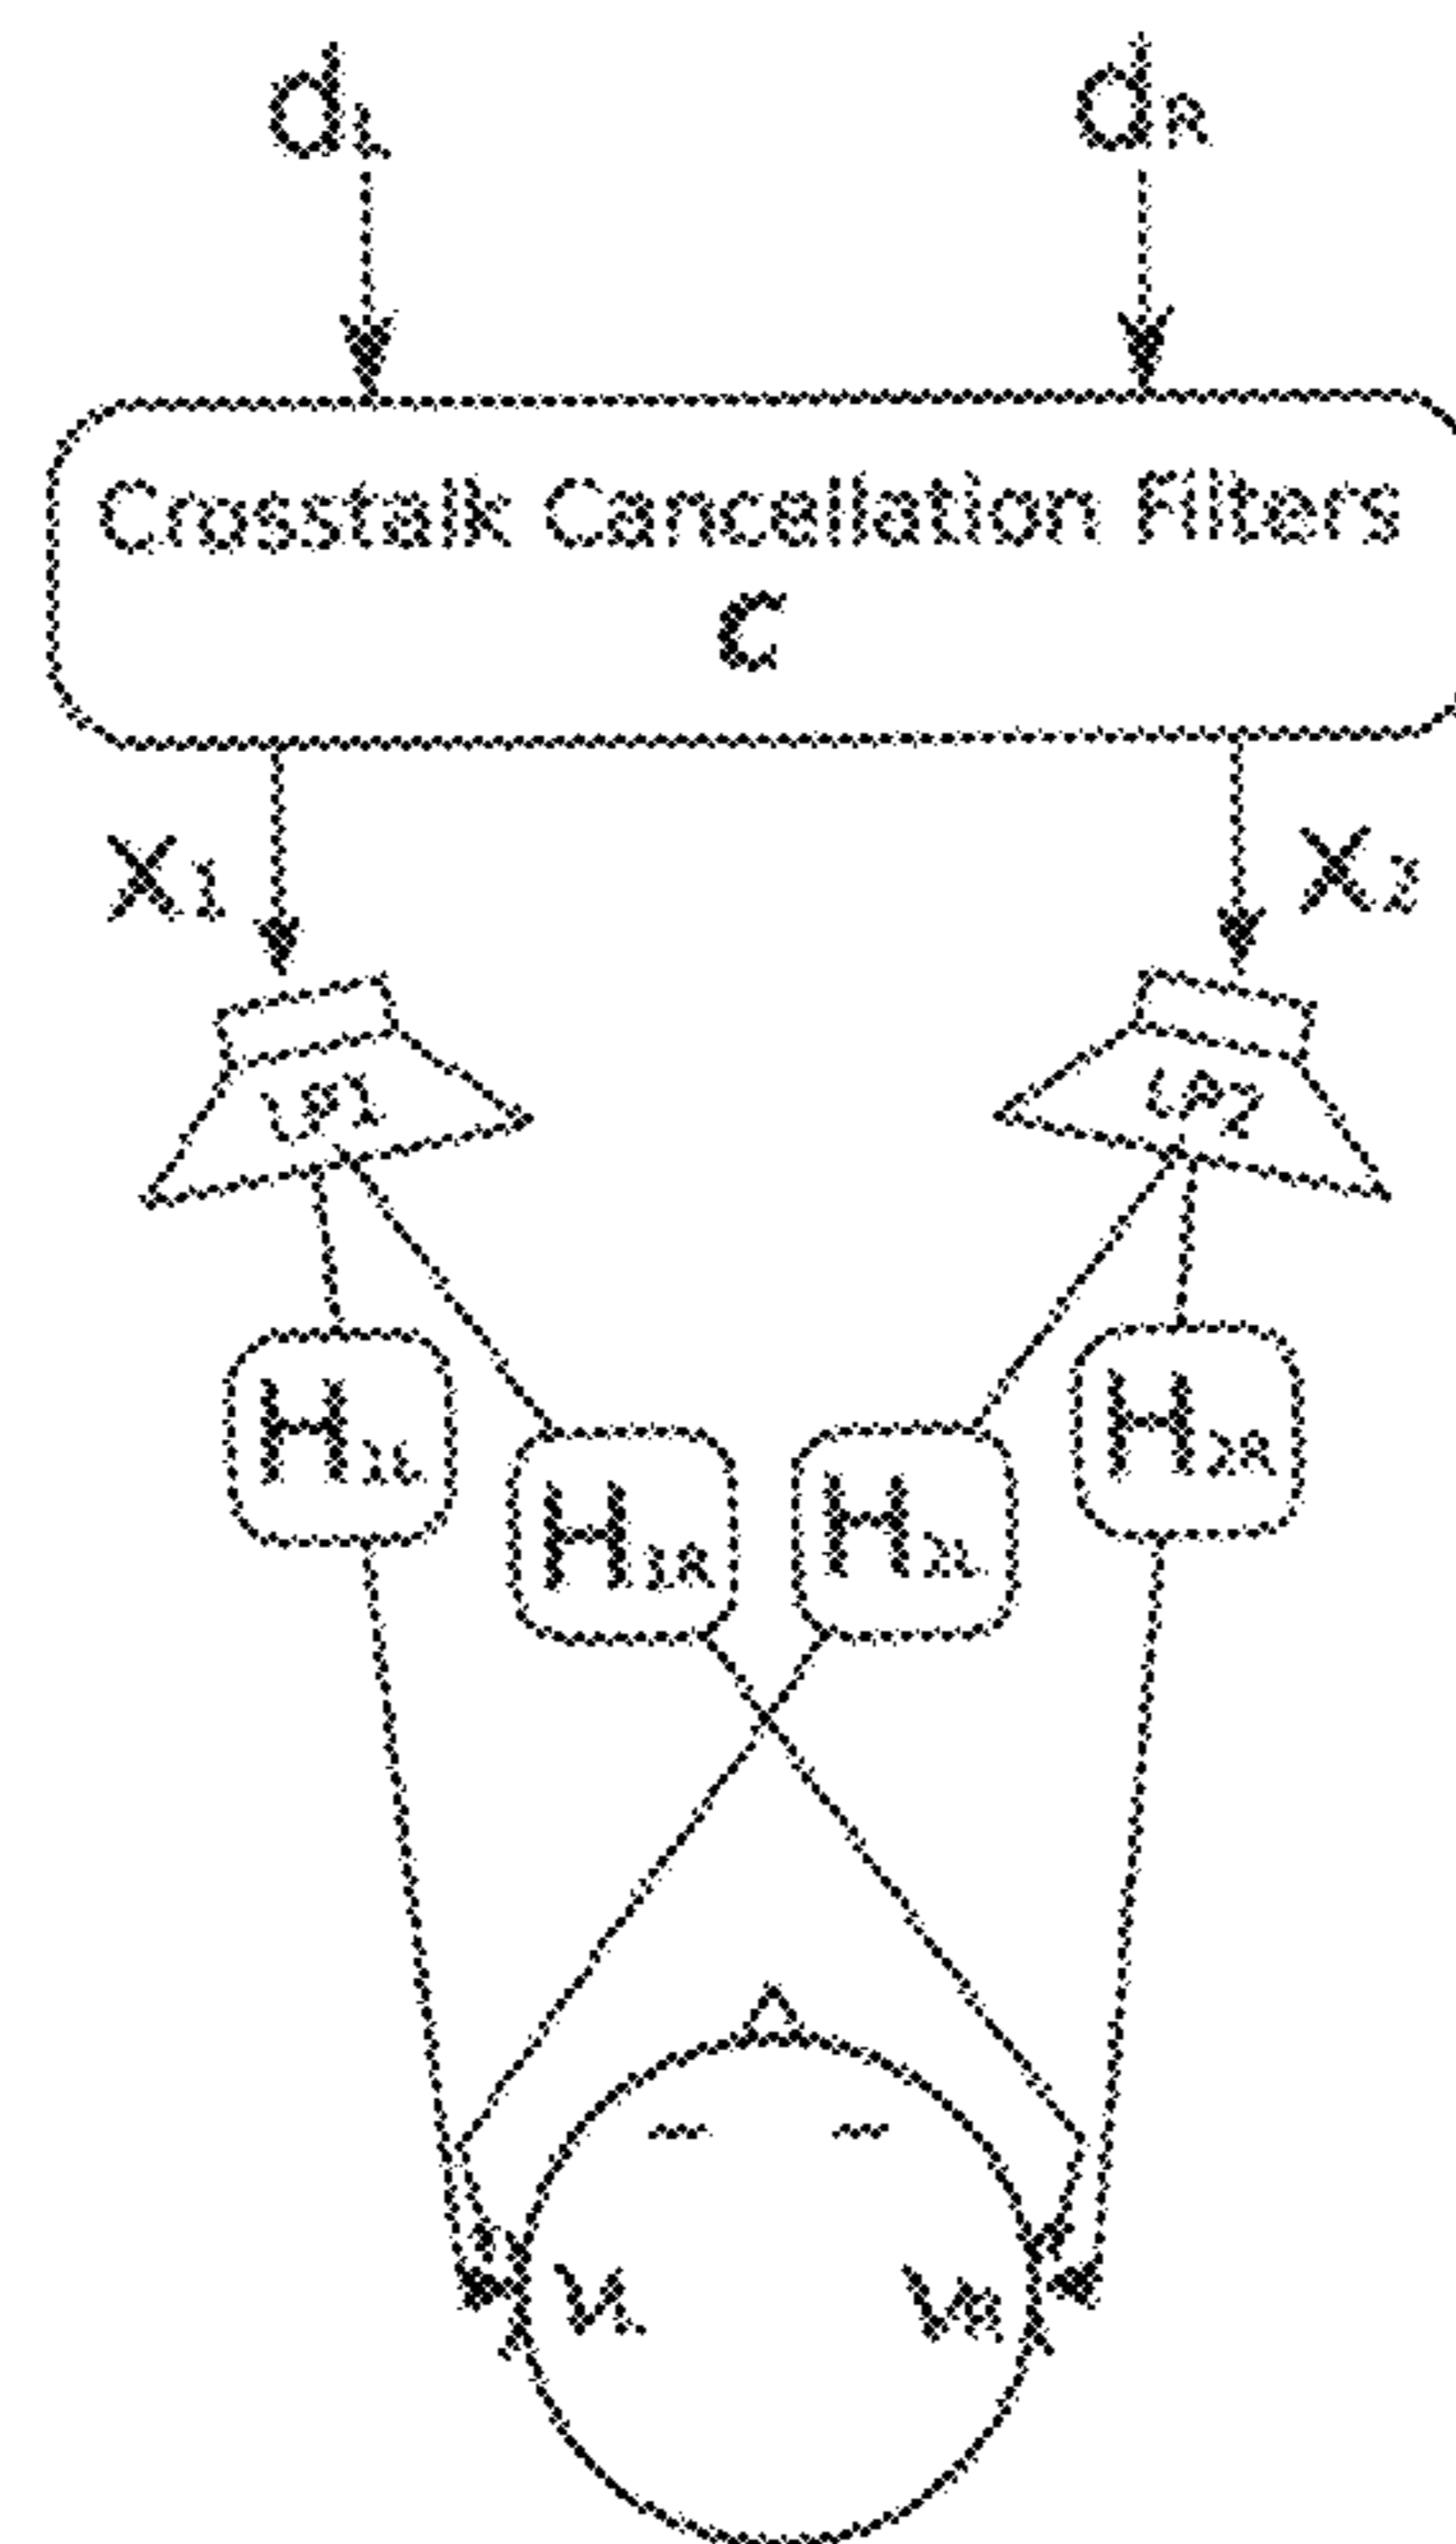 dL dR
Crosstalk Cancellation Filters
C
X1 X2
LP1 LP2
H1L H2R
H1R H2L
VL VR